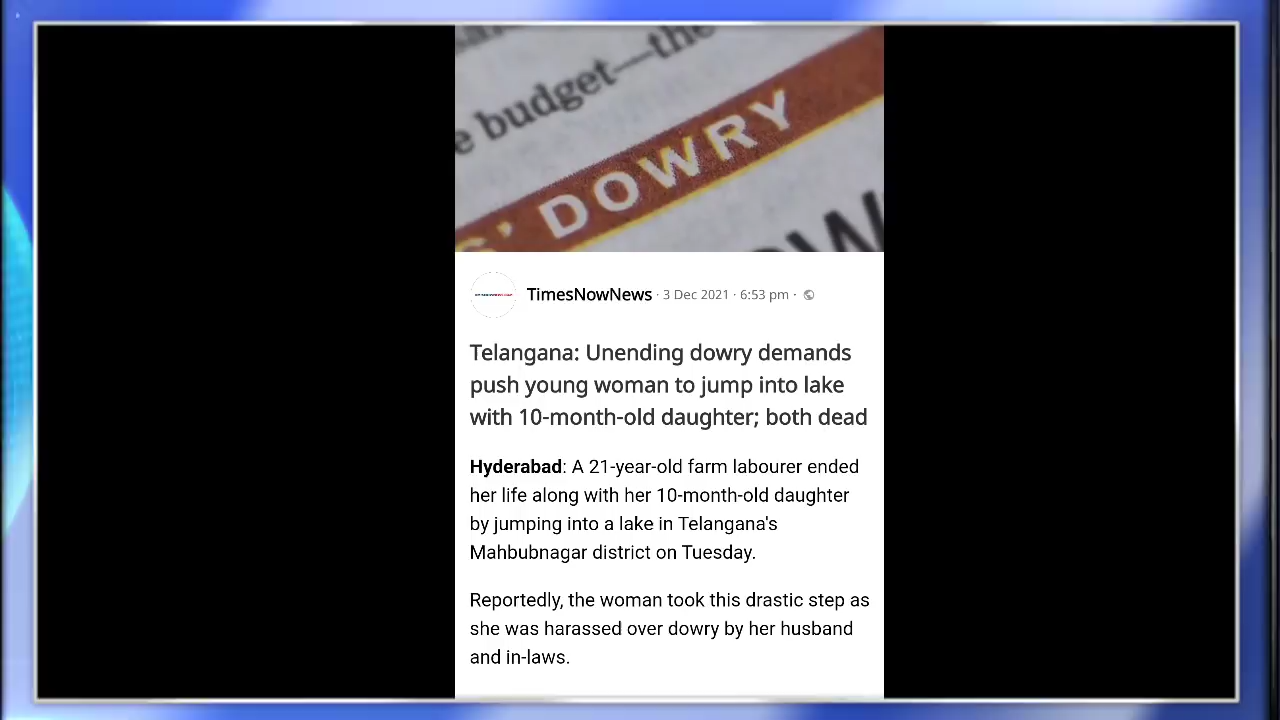 e budget—the
S' DOWRY
TimesNowNews · 3 Dec 2021 · 6:53 pm ·
Telangana: Unending dowry demands
push young woman to jump into lake
with 10-month-old daughter; both dead
Hyderabad: A 21-year-old farm labourer ended
her life along with her 10-month-old daughter
by jumping into a lake in Telangana's
Mahbubnagar district on Tuesday.
Reportedly, the woman took this drastic step as
she was harassed over dowry by her husband
and in-laws.